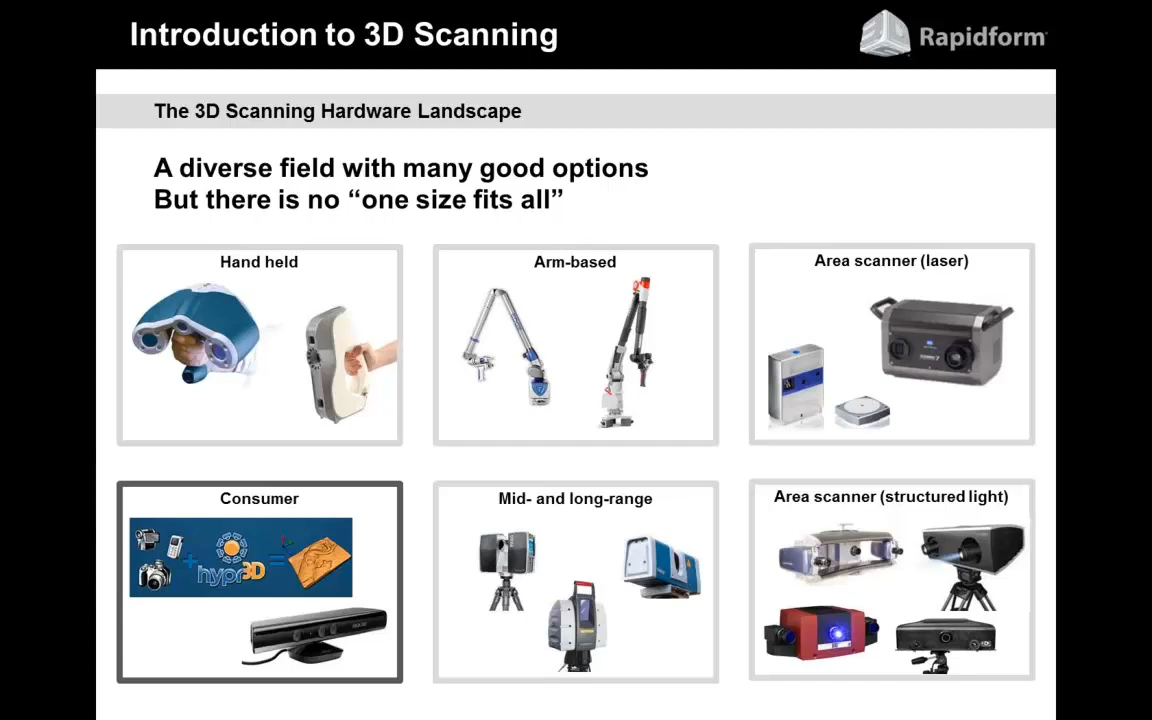 Introduction to 3D Scanning
Rapidform
The 3D Scanning Hardware Landscape
A diverse field with many good options
But there is no “one size fits all”
Hand held
Arm-based
Area scanner (laser)
Consumer
hypr3D
Mid- and long-range
Area scanner (structured light)